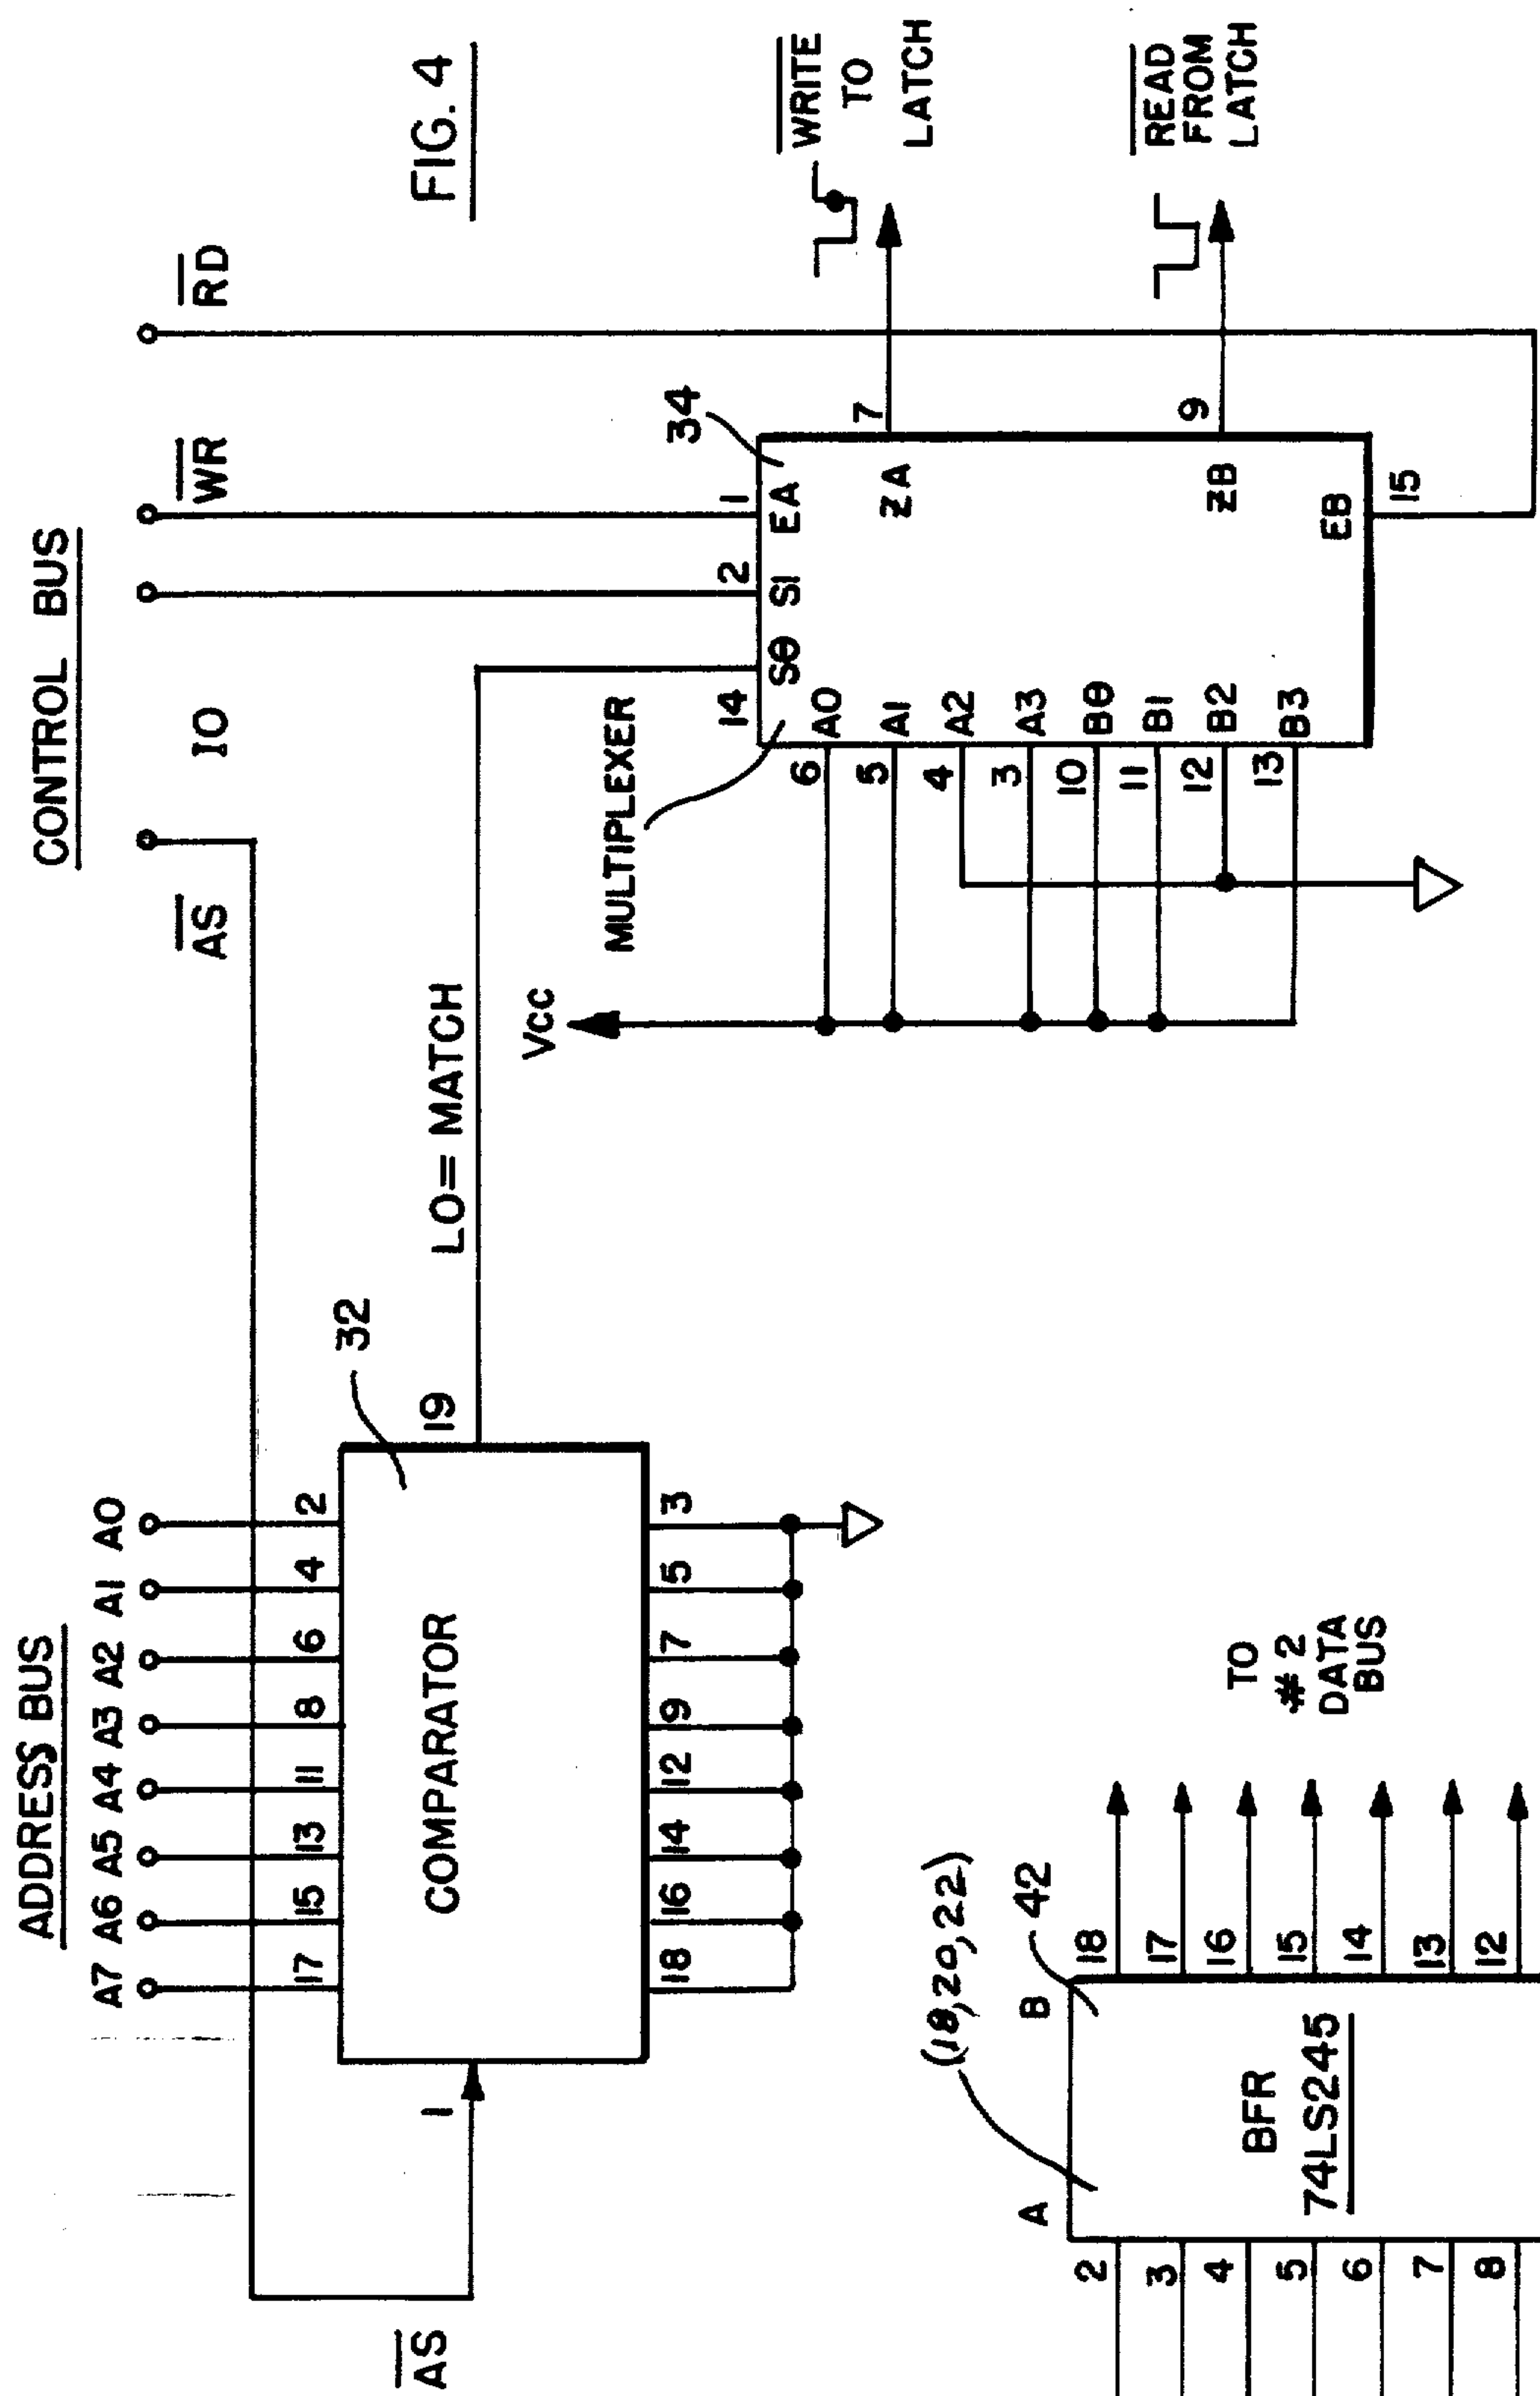 FIG. 4
ADDRESS BUS
A7 A6 A5 A4 A3 A2 A1 A0
CONTROL BUS
AS IO WR RD
17 15 13 11 8 6 4 2
AS
1
COMPARATOR
19
32
LO= MATCH
18 16 14 12 9 7 5 3
MULTIPLEXER
14 2 1
34
SΘ S1 EA
Vcc
6 A0
5 A1
4 A2
3 A3
10 BΘ
11 B1
12 B2
13 B3
ZA 7
ZB 9
EB
15
WRITE
TO
LATCH
READ
FROM
LATCH
(18,20,22)
42
A B
BFR
74LS245
2 18
3 17
4 16
5 15
6 14
7 13
8 12
TO
# 2
DATA
BUS